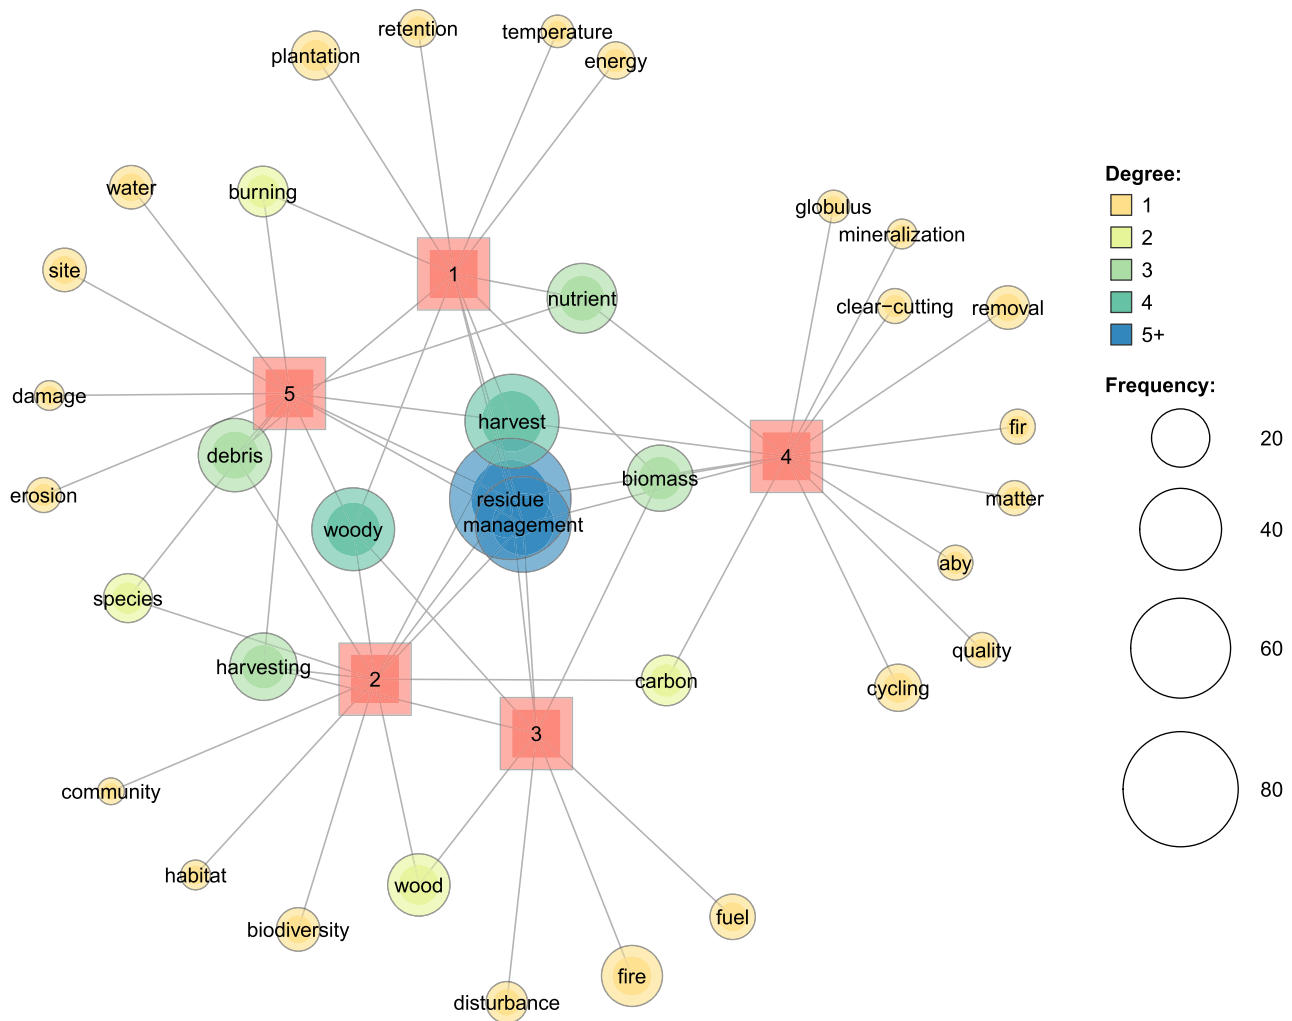 retention
temperature
plantation
energy
water
burning
globulus
mineralization
site
1
nutrient
clear−cutting
removal
5
damage
harvest
fir
debris
4
biomass
erosion
residue
matter
woody
management
aby
species
quality
harvesting
2
carbon
cycling
3
community
habitat
wood
biodiversity
fuel
fire
disturbance
Degree:
1
2
3
4
5+
Frequency:
20
40
60
80